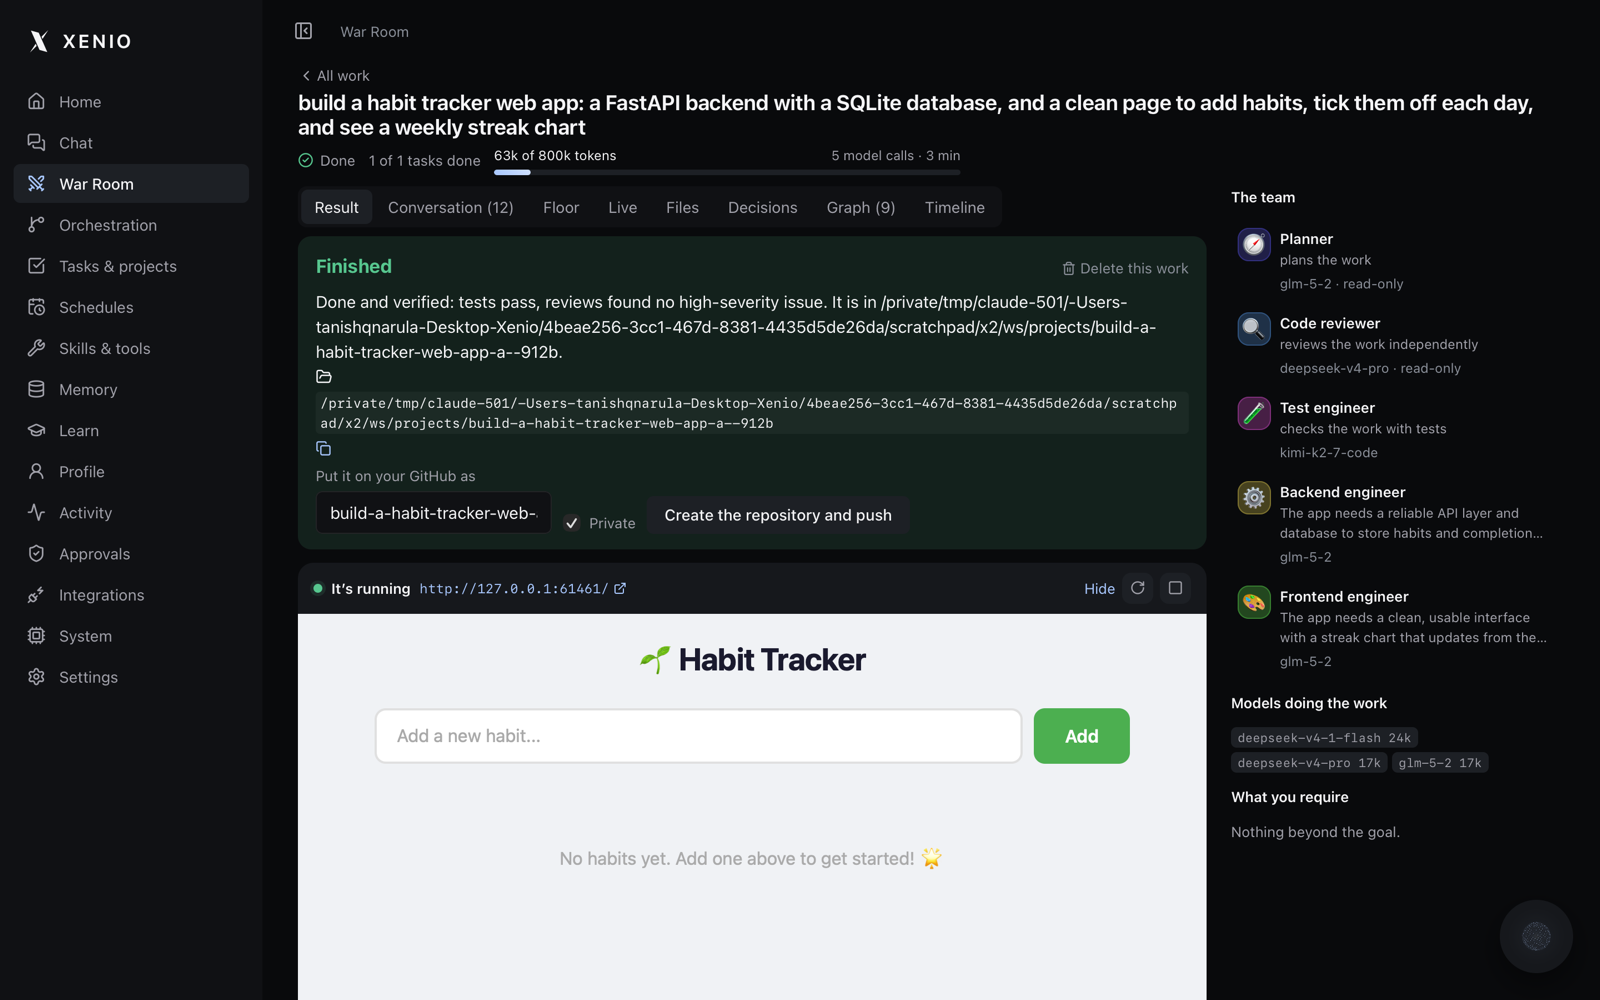 XENIO
Home
Chat
War Room
Orchestration
Tasks & projects
Schedules
Skills & tools
Memory
Learn
Profile
Activity
Approvals
Integrations
System
Settings
War Room
All work
build a habit tracker web app: a FastAPI backend with a SQLite database, and a clean page to add habits, tick them off each day,
and see a weekly streak chart
Done 1 of 1 tasks done 63k of 800k tokens 5 model calls · 3 min
Result Conversation (12) Floor Live Files Decisions Graph (9) Timeline
Finished
Delete this work
Done and verified: tests pass, reviews found no high-severity issue. It is in /private/tmp/claude-501/-Users-
tanishqnarula-Desktop-Xenio/4beae256-3cc1-467d-8381-4435d5de26da/scratchpad/x2/ws/projects/build-a-
habit-tracker-web-app-a--912b.
/private/tmp/claude-501/-Users-tanishqnarula-Desktop-Xenio/4beae256-3cc1-467d-8381-4435d5de26da/scratchp
ad/x2/ws/projects/build-a-habit-tracker-web-app-a--912b
Put it on your GitHub as
build-a-habit-tracker-web-
Private
Create the repository and push
It's running http://127.0.0.1:61461/
Hide
Habit Tracker
Add a new habit...
Add
No habits yet. Add one above to get started!
The team
Planner
plans the work
glm-5-2 · read-only
Code reviewer
reviews the work independently
deepseek-v4-pro · read-only
Test engineer
checks the work with tests
kimi-k2-7-code
Backend engineer
The app needs a reliable API layer and
database to store habits and completion...
glm-5-2
Frontend engineer
The app needs a clean, usable interface
with a streak chart that updates from the...
glm-5-2
Models doing the work
deepseek-v4-1-flash 24k
deepseek-v4-pro 17k glm-5-2 17k
What you require
Nothing beyond the goal.